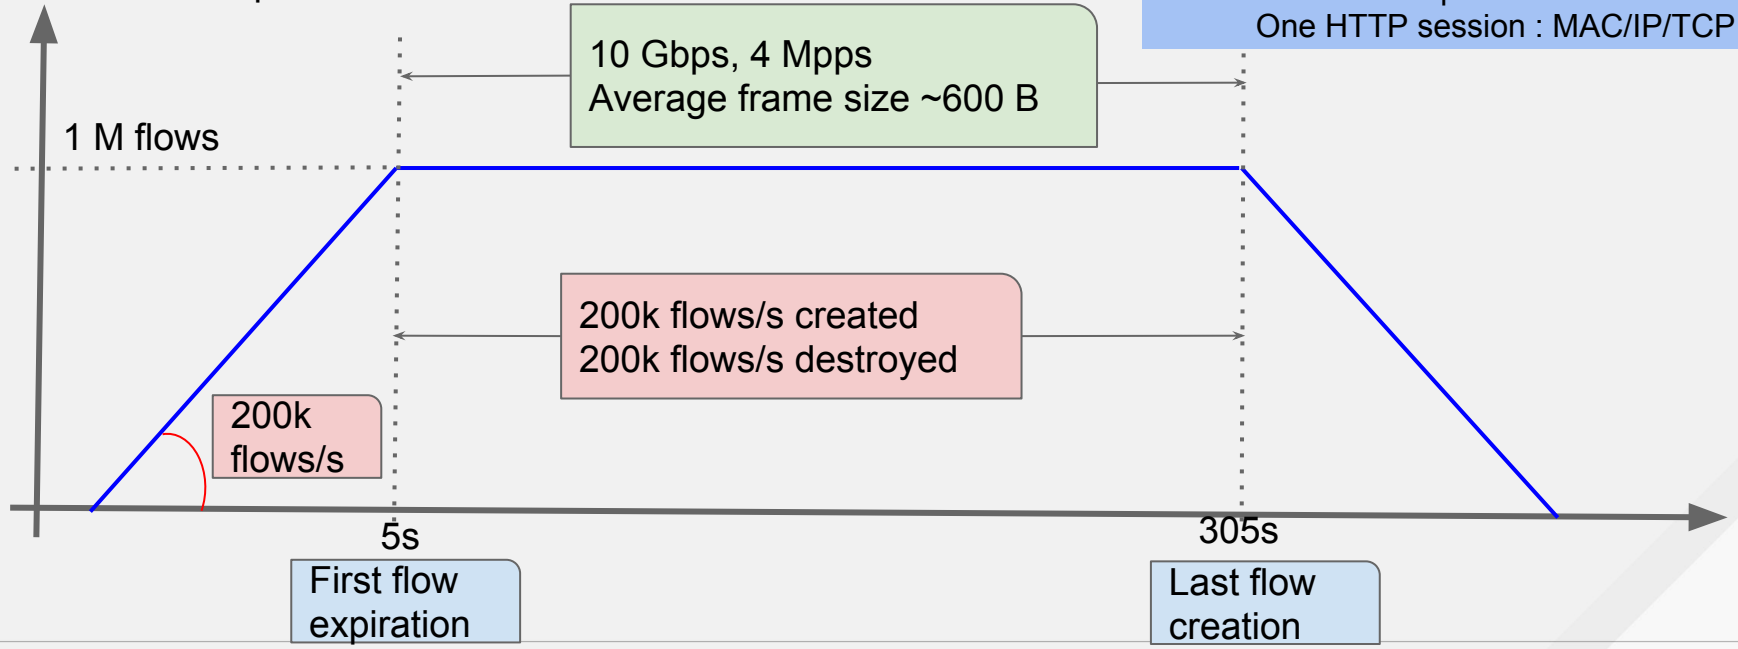 One HTTP session : MAC/IP/TCP
10 Gbps, 4 Mpps
Average frame size ~600 B
1 M flows
200k flows/s created
200k flows/s destroyed
200k
flows/s
5s
305s
First flow
expiration
Last flow
creation